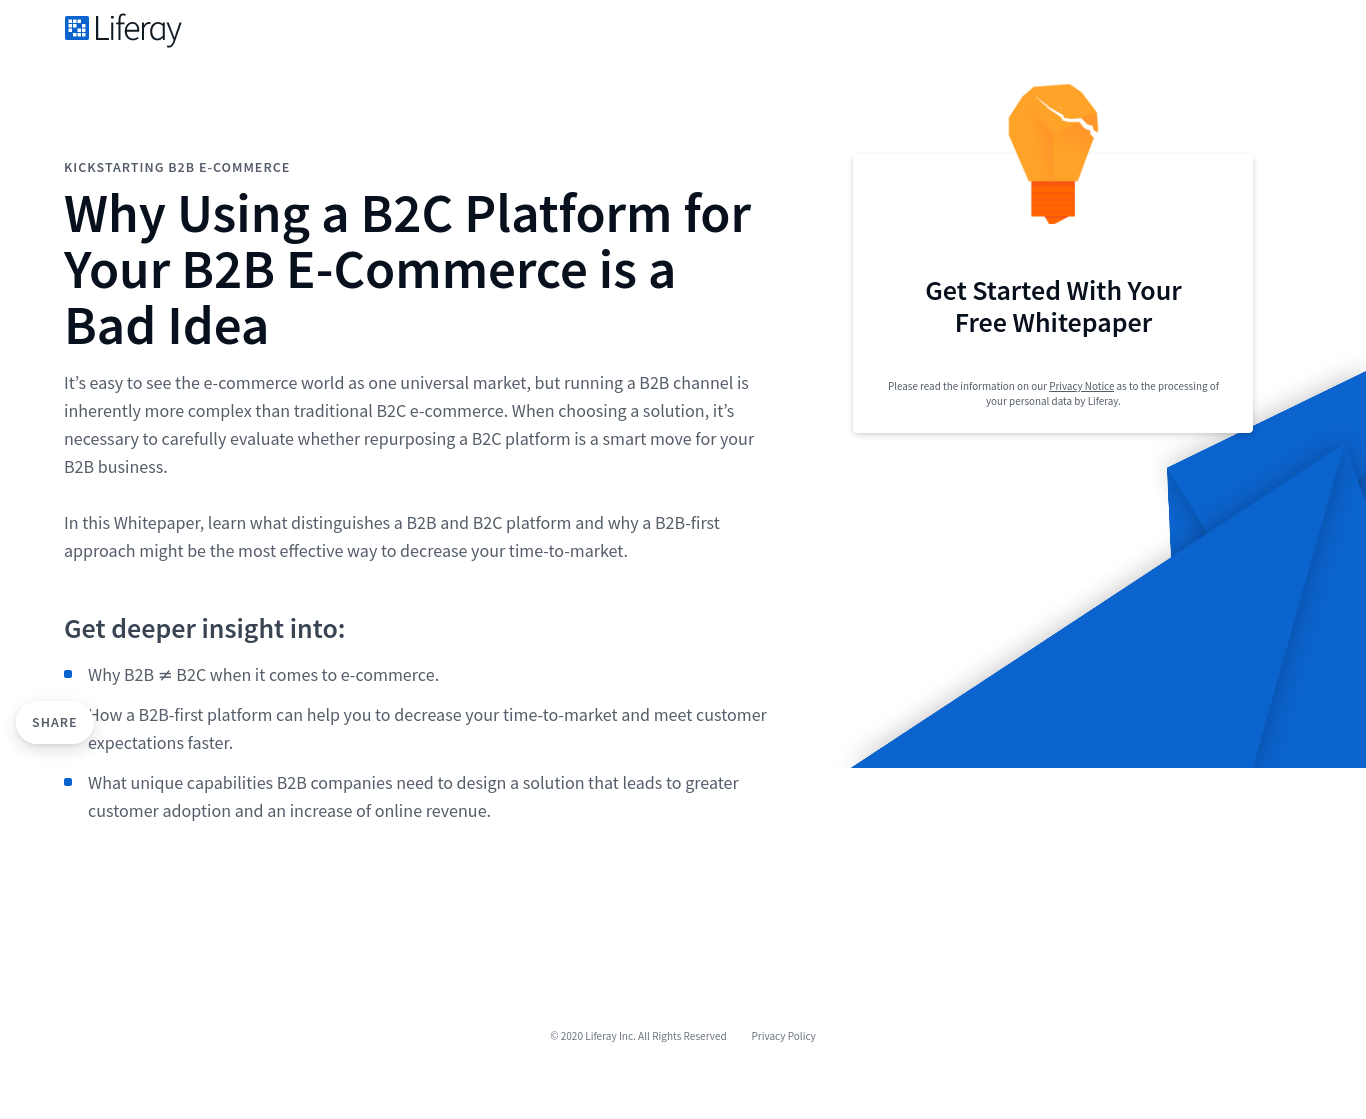 Liferay
KICKSTARTING B2B E-COMMERCE
Why Using a B2C Platform for
Your B2B E-Commerce is a
Bad Idea
It’s easy to see the e-commerce world as one universal market, but running a B2B channel is
inherently more complex than traditional B2C e-commerce. When choosing a solution, it’s
necessary to carefully evaluate whether repurposing a B2C platform is a smart move for your
B2B business.
In this Whitepaper, learn what distinguishes a B2B and B2C platform and why a B2B-first
approach might be the most effective way to decrease your time-to-market.
Get deeper insight into:
Why B2B ≠ B2C when it comes to e-commerce.
How a B2B-first platform can help you to decrease your time-to-market and meet customer
expectations faster.
What unique capabilities B2B companies need to design a solution that leads to greater
customer adoption and an increase of online revenue.
SHARE
Get Started With Your
Free Whitepaper
Please read the information on our Privacy Notice as to the processing of
your personal data by Liferay.
© 2020 Liferay Inc. All Rights Reserved Privacy Policy